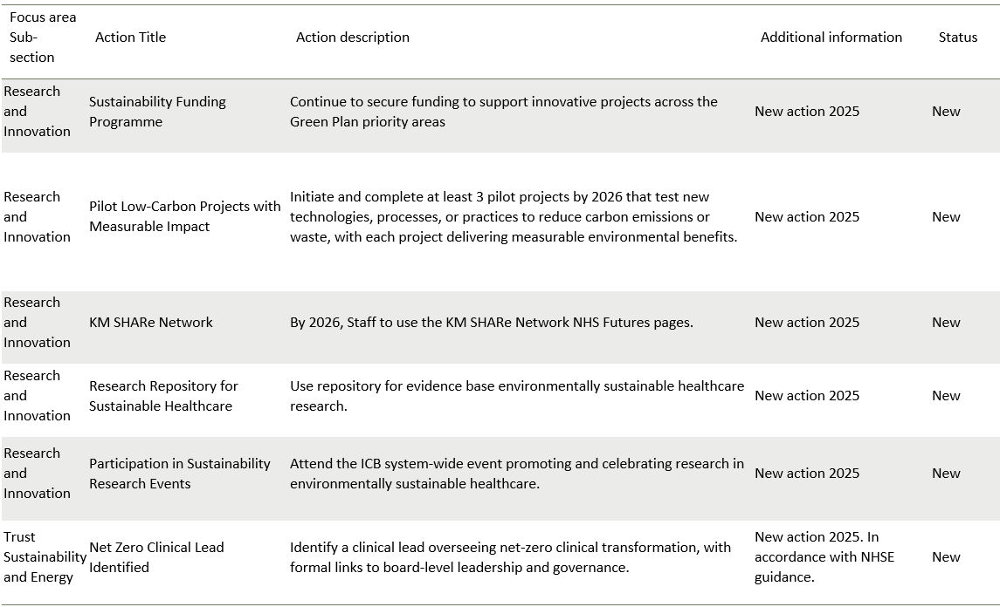 Focus area
Sub-
section
Action Title
Action description
Additional information
Status
Research
and
Innovation
Sustainability Funding
Programme
Continue to secure funding to support innovative projects across the
Green Plan priority areas
New action 2025
New
Research
and
Innovation
Pilot Low-Carbon Projects with
Measurable Impact
Initiate and complete at least 3 pilot projects by 2026 that test new
technologies, processes, or practices to reduce carbon emissions or
waste, with each project delivering measurable environmental benefits.
New action 2025
New
Research
and
Innovation
KM SHARe Network
By 2026, Staff to use the KM SHARe Network NHS Futures pages.
New action 2025
New
Research
and
Innovation
Research Repository for
Sustainable Healthcare
Use repository for evidence base environmentally sustainable healthcare
research.
New action 2025
New
Research
and
Innovation
Participation in Sustainability
Research Events
Attend the ICB system-wide event promoting and celebrating research in
environmentally sustainable healthcare.
New action 2025
New
Trust
Sustainability
and Energy
Net Zero Clinical Lead
Identified
Identify a clinical lead overseeing net-zero clinical transformation, with
formal links to board-level leadership and governance.
New action 2025. In
accordance with NHSE
guidance.
New